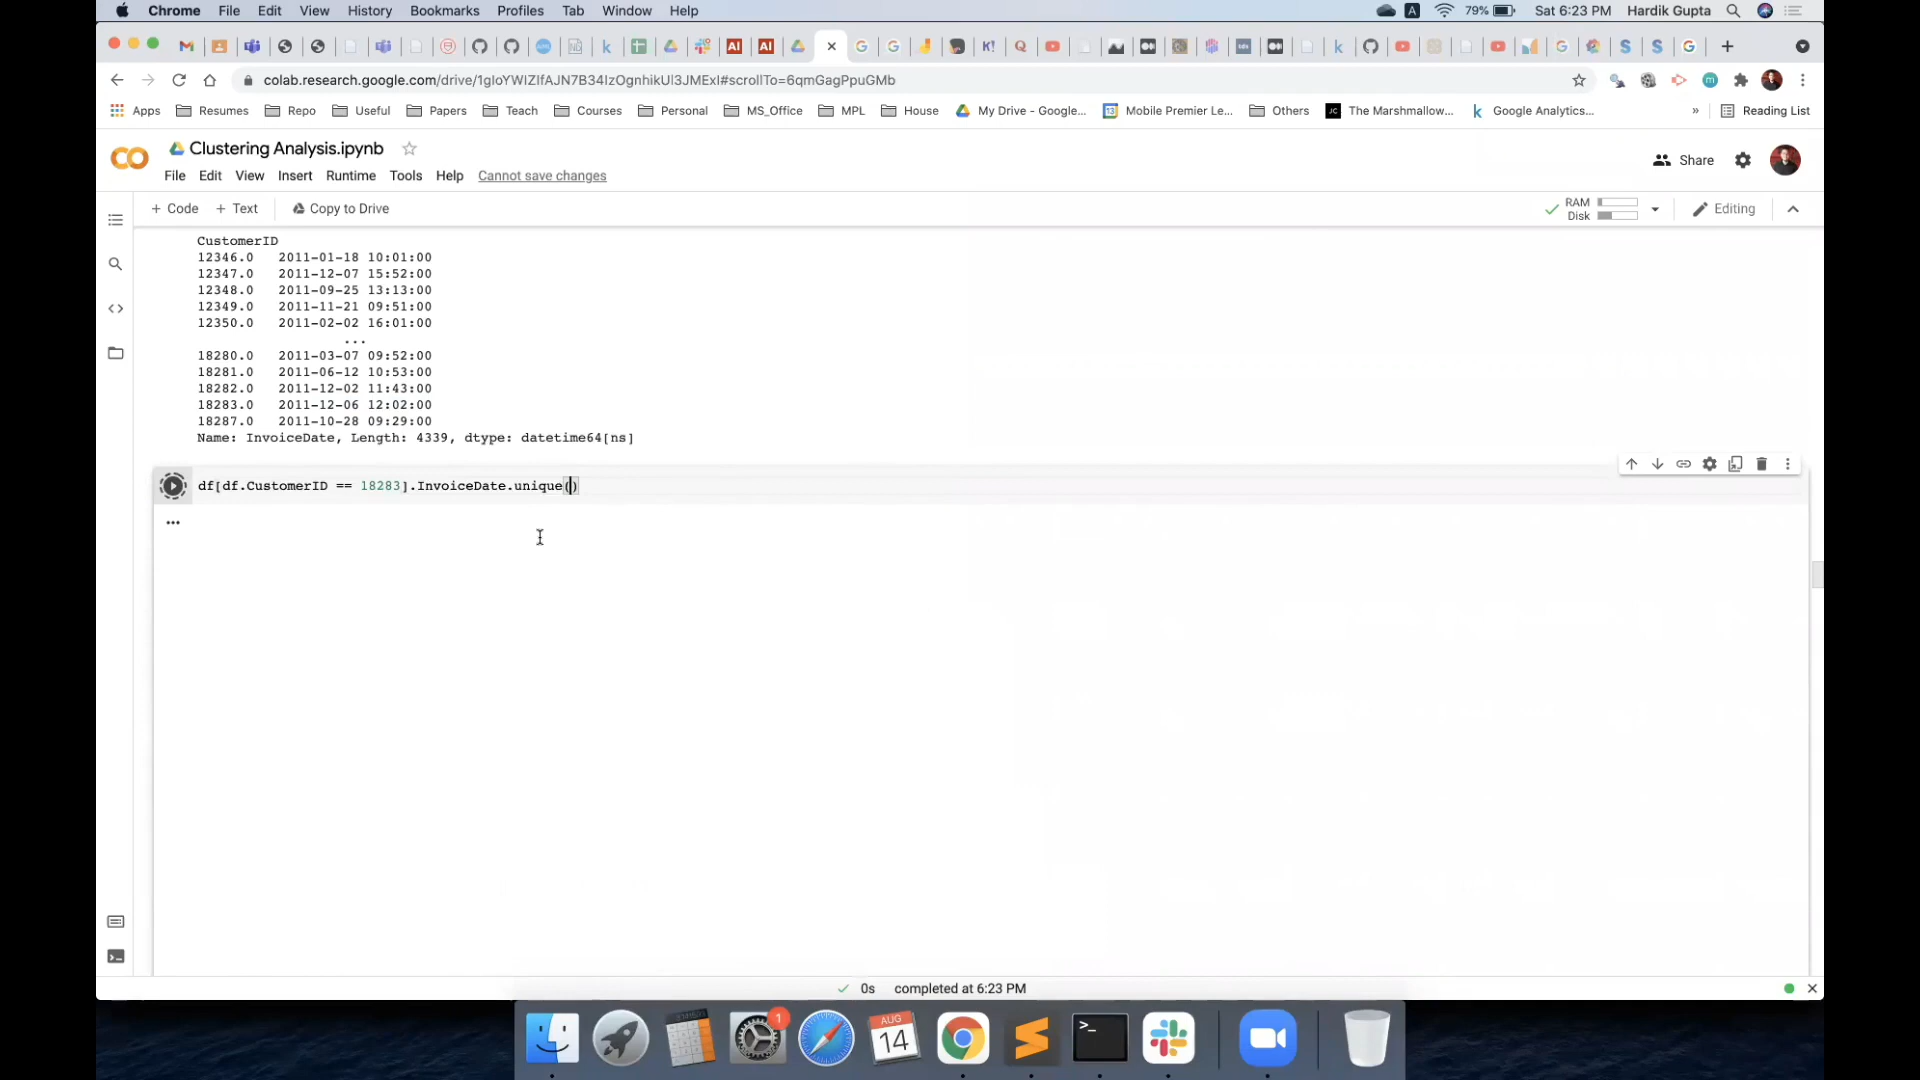 Chrome File Edit View History Bookmarks Profiles Tab Window Help 79% Sat 6:23 PM Hardik Gupta
colab.research.google.com/drive/1gIoYWIZIfAJN7B34IzOgnhikUl3JMExI#scrollTo=6qmGagPpuGMb
Apps Resumes Repo Useful Papers Teach Courses Personal MS_Office MPL House My Drive - Google... Mobile Premier Le... Others The Marshmallow... Google Analytics... » Reading List
Clustering Analysis.ipynb
Share
File Edit View Insert Runtime Tools Help Cannot save changes
+ Code + Text Copy to Drive
RAM
Disk
Editing
CustomerID
12346.0 2011-01-18 10:01:00
12347.0 2011-12-07 15:52:00
12348.0 2011-09-25 13:13:00
12349.0 2011-11-21 09:51:00
12350.0 2011-02-02 16:01:00
...
18280.0 2011-03-07 09:52:00
18281.0 2011-06-12 10:53:00
18282.0 2011-12-02 11:43:00
18283.0 2011-12-06 12:02:00
18287.0 2011-10-28 09:29:00
Name: InvoiceDate, Length: 4339, dtype: datetime64[ns]
df[df.CustomerID == 18283].InvoiceDate.unique()
...
0s completed at 6:23 PM
1
AUG
14